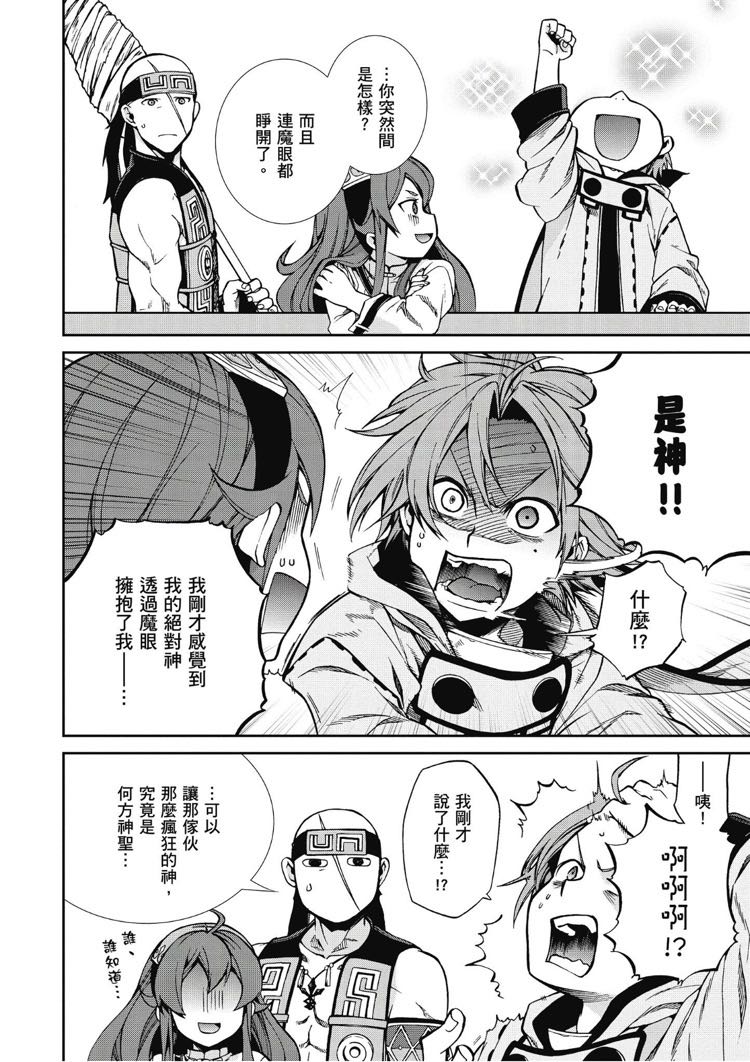 …你突然間
是怎樣？
而且
連魔眼都
睜開了。
是神!!
什麼!?
我剛才感覺到
我的絕對神
透過魔眼
擁抱了我——…
——咦！
啊啊啊!?
我剛才
說了什麼…!?
…可以
讓那傢伙
那麼瘋狂的神，
究竟是
何方神聖…
誰、
誰知道…